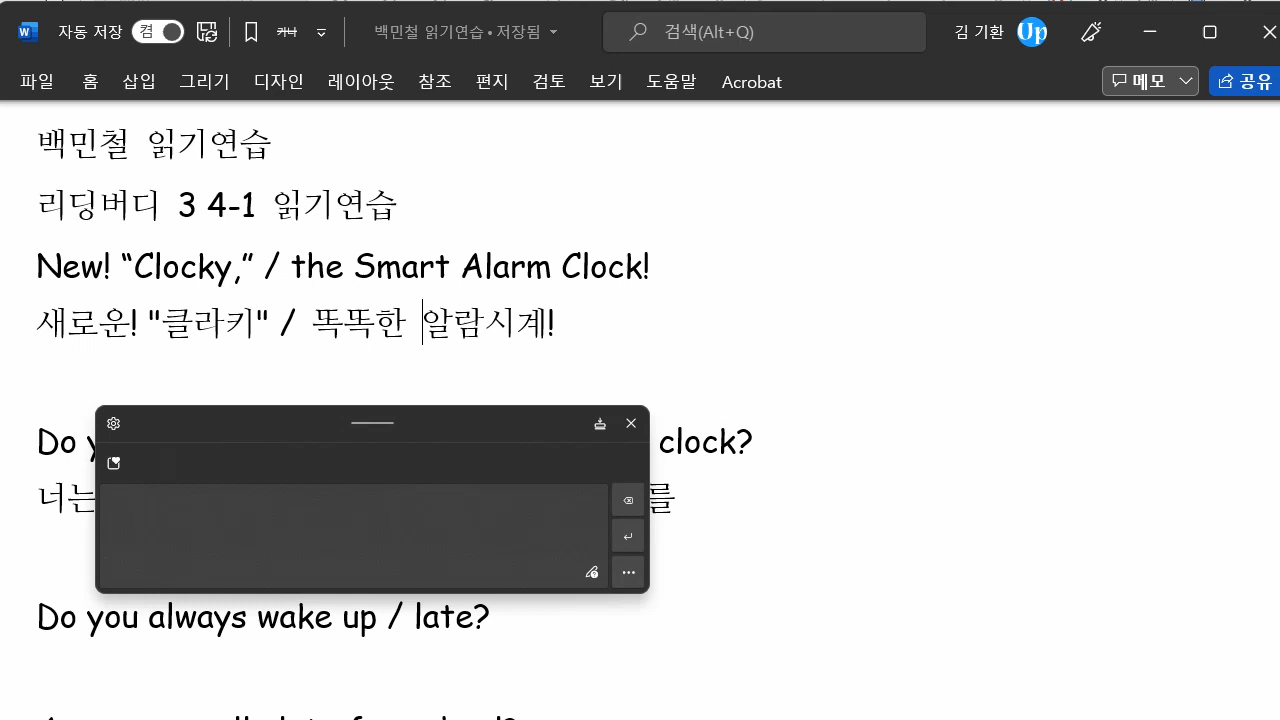 자동 저장 켬 가나 백민철 읽기연습 • 저장됨 검색(Alt+Q) 김 기환 Up
파일 홈 삽입 그리기 디자인 레이아웃 참조 편지 검토 보기 도움말 Acrobat 메모 공유
백민철 읽기연습
리딩버디 3 4-1 읽기연습
New! “Clocky,” / the Smart Alarm Clock!
새로운! "클라키" / 똑똑한 알람시계!
Do clock?
너는 를
Do you always wake up / late?